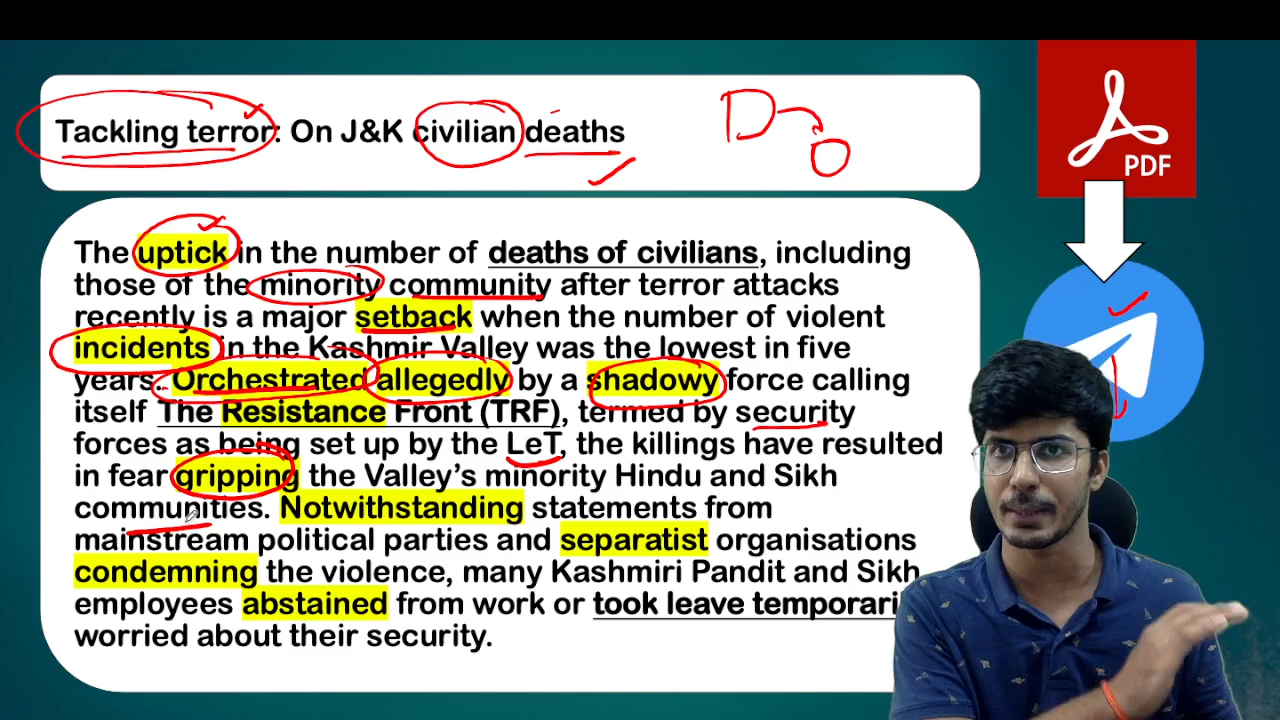 Tackling terror: On J&K civilian deaths
D
O
PDF
The uptick in the number of deaths of civilians, including
those of the minority community after terror attacks
recently is a major setback when the number of violent
incidents in the Kashmir Valley was the lowest in five
years. Orchestrated allegedly by a shadowy force calling
itself The Resistance Front (TRF), termed by security
forces as being set up by the LeT, the killings have resulted
in fear gripping the Valley’s minority Hindu and Sikh
communities. Notwithstanding statements from
mainstream political parties and separatist organisations
condemning the violence, many Kashmiri Pandit and Sikh
employees abstained from work or took leave temporari
worried about their security.